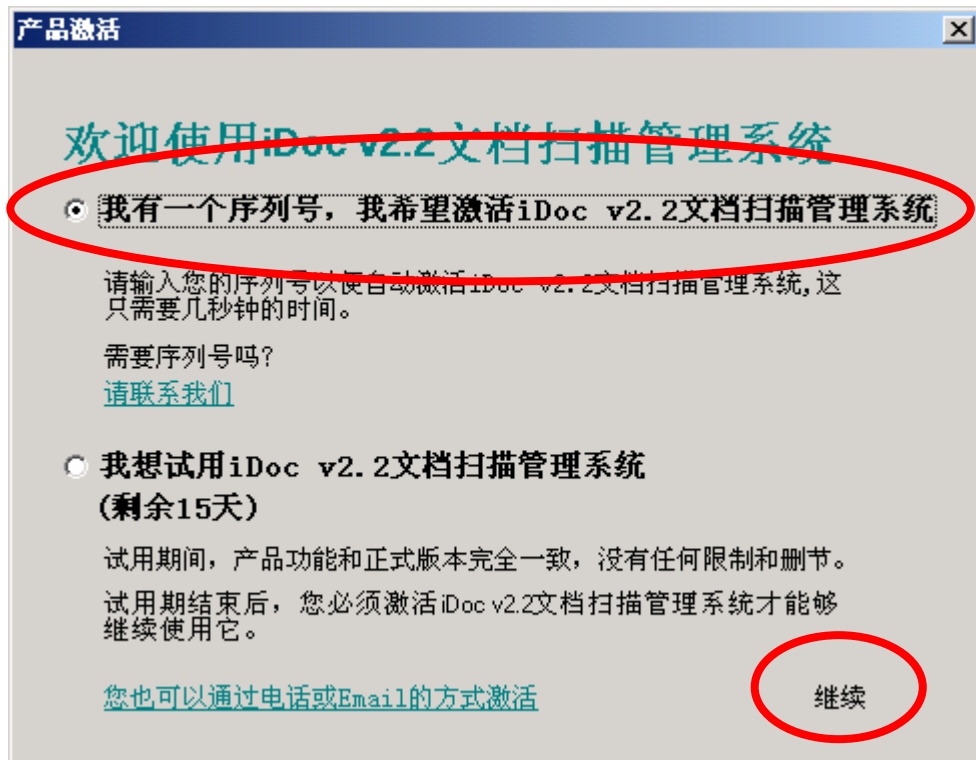 产品激活
欢迎使用iDoc v2.2文档扫描管理系统
我有一个序列号，我希望激活iDoc v2.2文档扫描管理系统
请输入您的序列号以便自动激活iDoc v2.2文档扫描管理系统,这
只需要几秒钟的时间。
需要序列号吗?
请联系我们
我想试用iDoc v2.2文档扫描管理系统
(剩余15天)
试用期间，产品功能和正式版本完全一致，没有任何限制和删节。
试用期结束后，您必须激活iDoc v2.2文档扫描管理系统才能够
继续使用它。
您也可以通过电话或Email的方式激活
继续